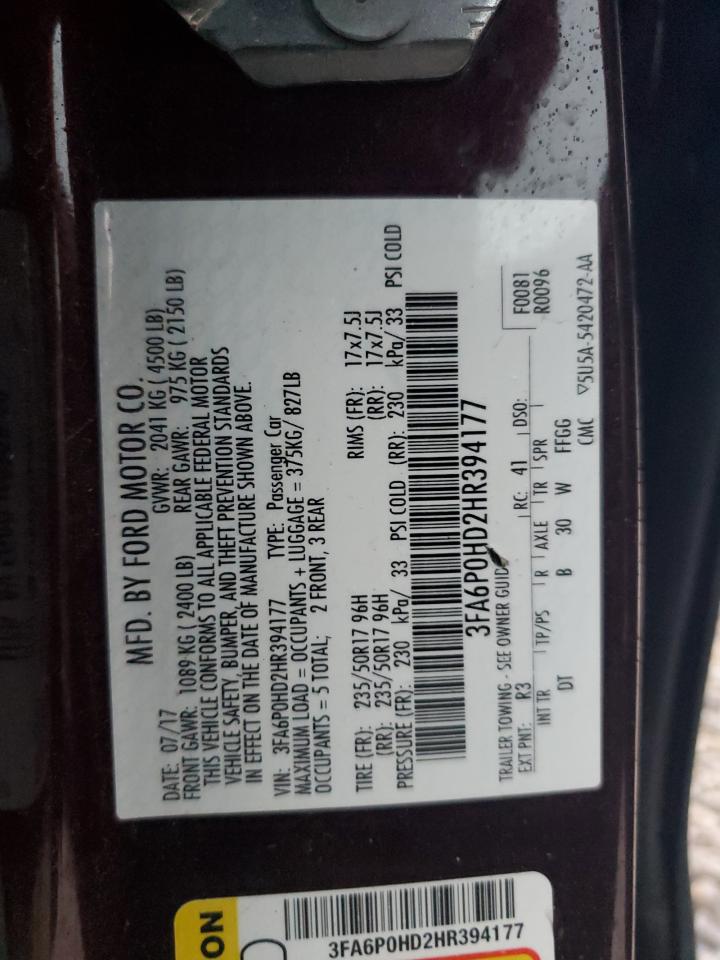 MFD. BY FORD MOTOR CO.
DATE: 07/17 GVWR: 2041 KG ( 4500 LB)
FRONT GAWR: 1089 KG ( 2400 LB) REAR GAWR: 975 KG ( 2150 LB)
THIS VEHICLE CONFORMS TO ALL APPLICABLE FEDERAL MOTOR
VEHICLE SAFETY, BUMPER, AND THEFT PREVENTION STANDARDS
IN EFFECT ON THE DATE OF MANUFACTURE SHOWN ABOVE.
VIN: 3FA6P0HD2HR394177 TYPE: Passenger Car
MAXIMUM LOAD = OCCUPANTS + LUGGAGE = 375KG/ 827LB
OCCUPANTS = 5 TOTAL; 2 FRONT, 3 REAR
TIRE (FR): 235/50R17 96H RIMS (FR): 17x7.5J
(RR): 235/50R17 96H (RR): 17x7.5J
PRESSURE (FR): 230 kPa/ 33 PSI COLD (RR): 230 kPa/ 33 PSI COLD
3FA6P0HD2HR394177
TRAILER TOWING - SEE OWNER GUIDE
EXT PNT: R3 RC: 41 DSO:
F0081
R0096
INT TR TP/PS R AXLE TR SPR
DT B 30 W FFGG
CMC ▽5U5A-5420472-AA
ON
3FA6P0HD2HR394177